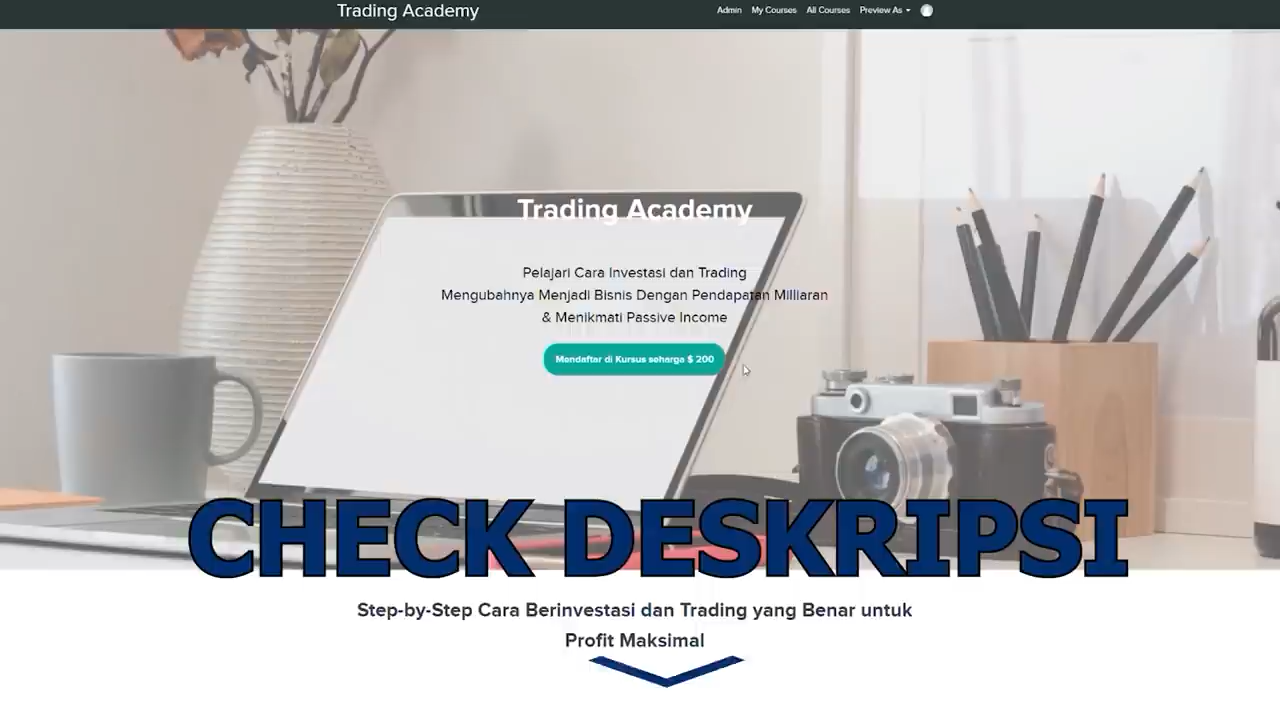 Trading Academy
Admin My Courses All Courses Preview As
Trading Academy
Pelajari Cara Investasi dan Trading
Mengubahnya Menjadi Bisnis Dengan Pendapatan Milliaran
& Menikmati Passive Income
Mendaftar di Kursus seharga $ 200
CHECK DESKRIPSI
Step-by-Step Cara Berinvestasi dan Trading yang Benar untuk
Profit Maksimal